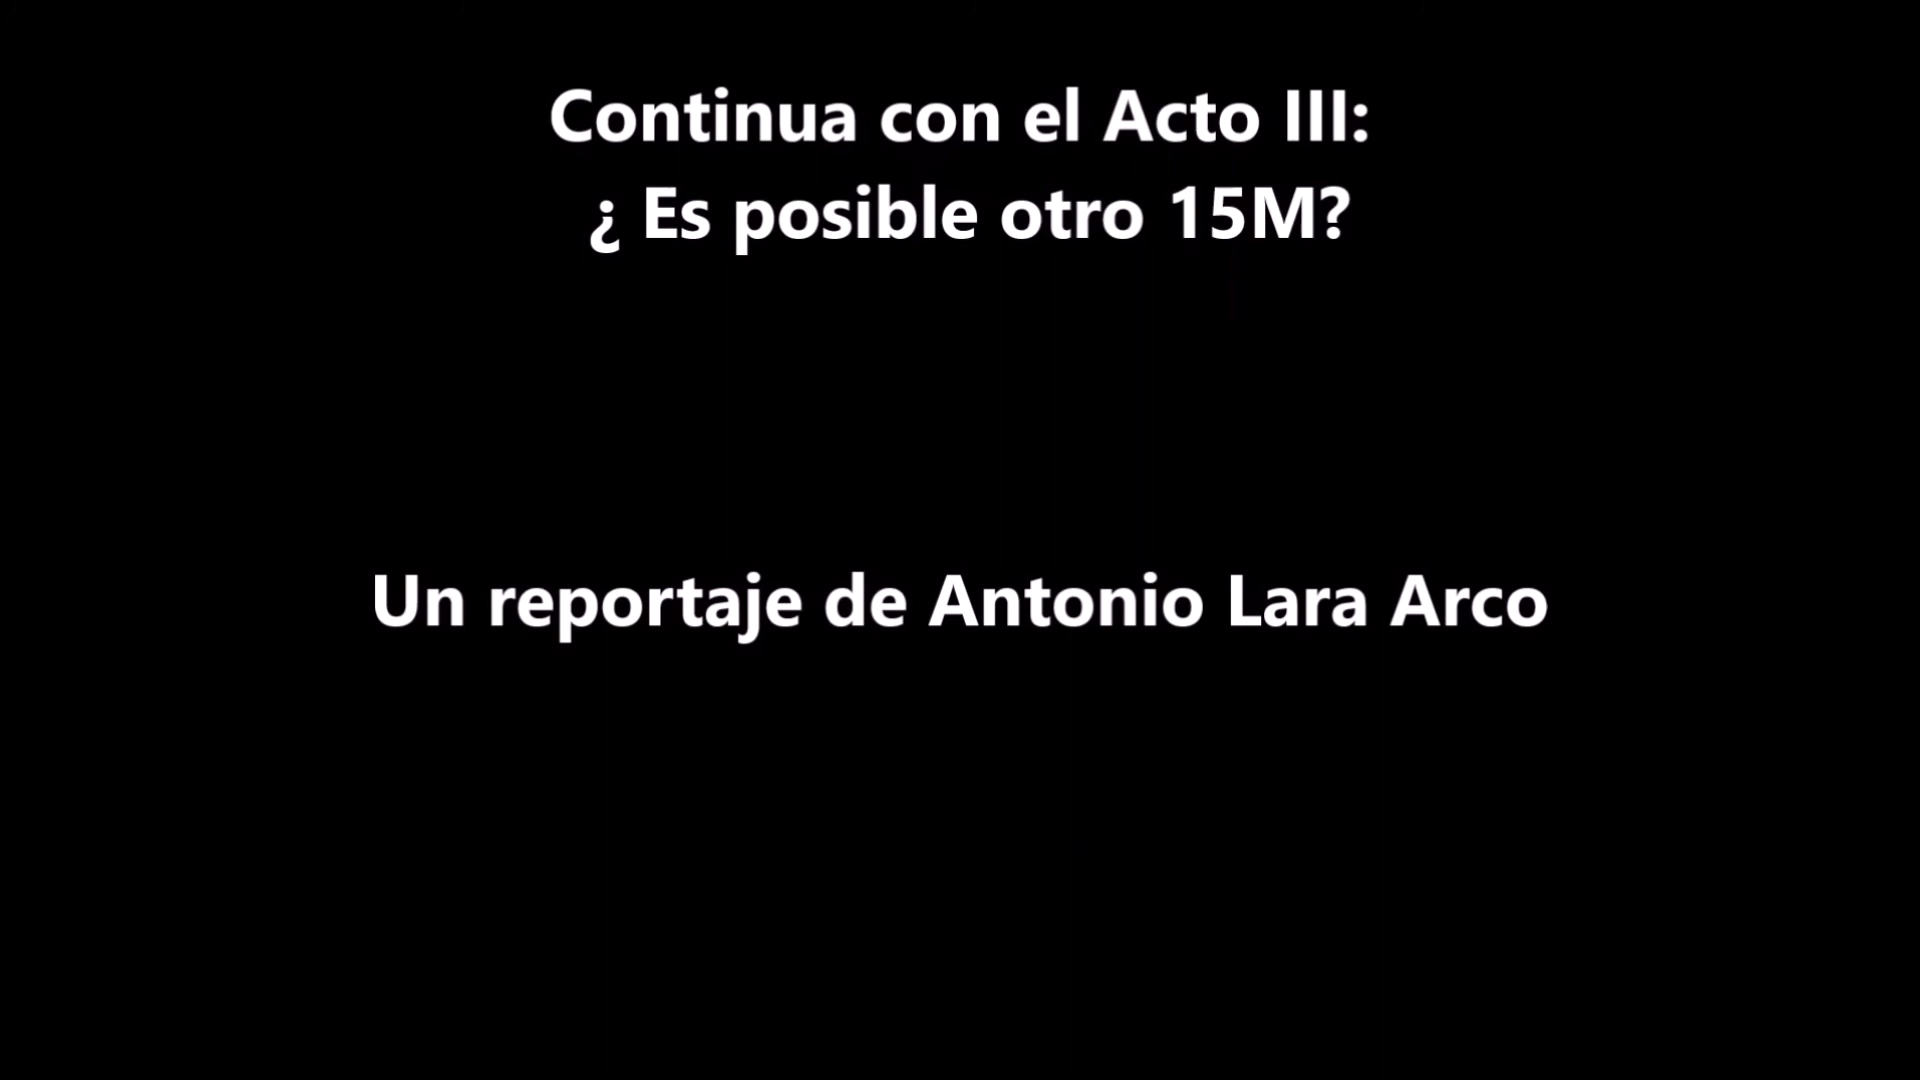 Continua con el Acto III:
¿ Es posible otro 15M?
Un reportaje de Antonio Lara Arco